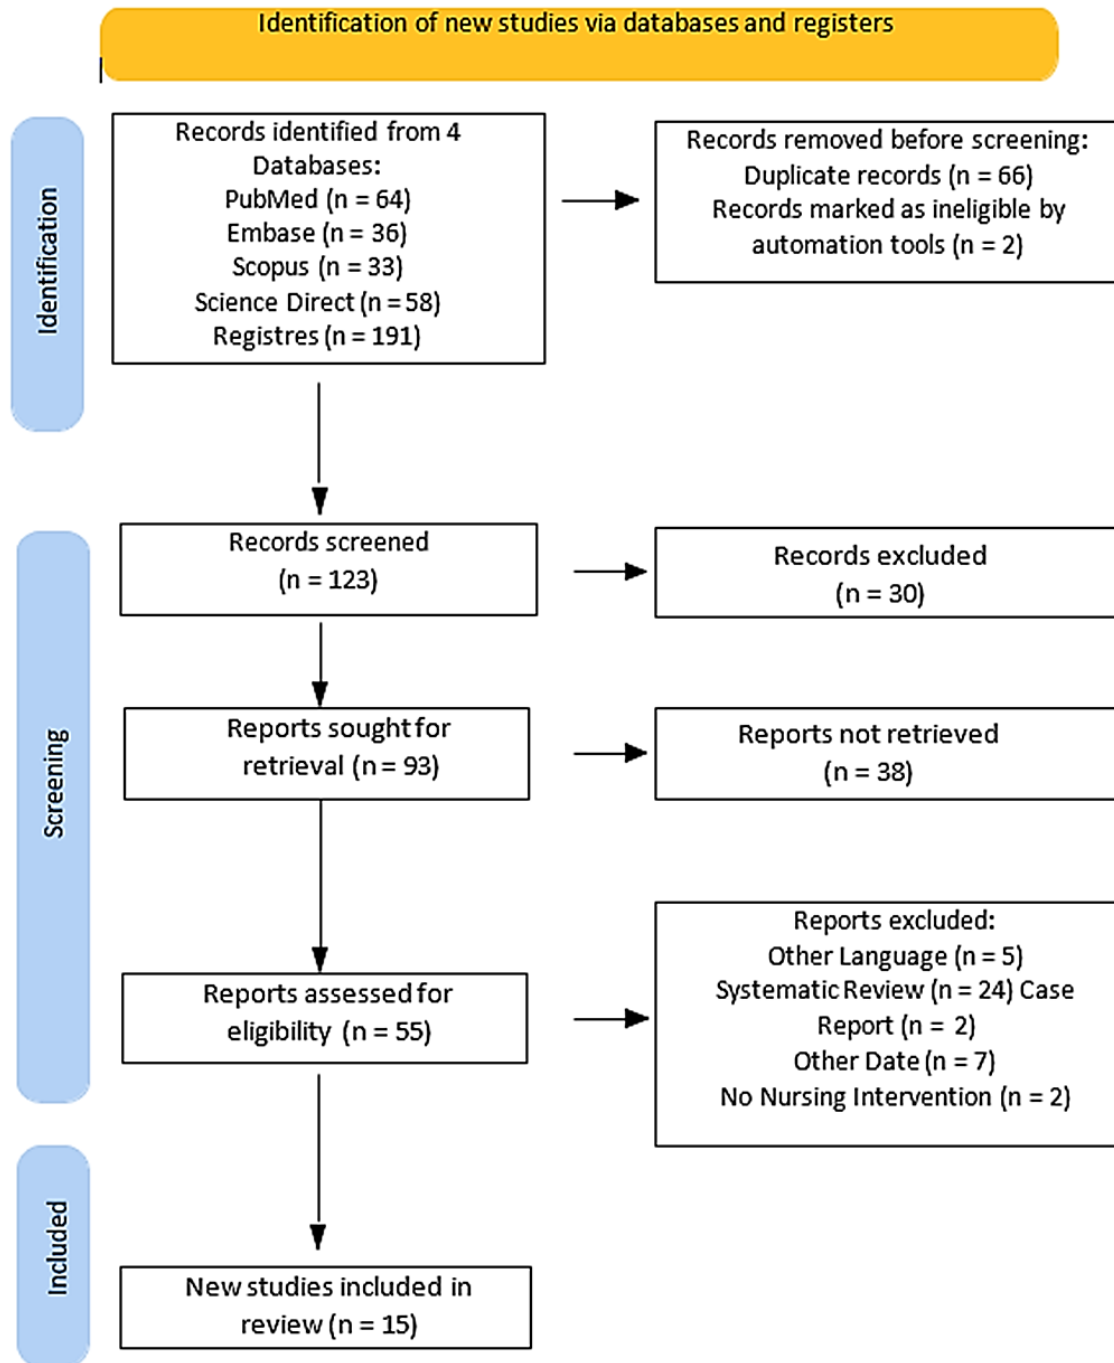 Identification of new studies via databases and registers
Identification
Records identified from 4
Databases:
PubMed (n = 64)
Embase (n = 36)
Scopus (n = 33)
Science Direct (n = 58)
Registres (n = 191)
Records removed before screening:
Duplicate records (n = 66)
Records marked as ineligible by
automation tools (n = 2)
Screening
Records screened
(n = 123)
Records excluded
(n = 30)
Reports sought for
retrieval (n = 93)
Reports not retrieved
(n = 38)
Reports assessed for
eligibility (n = 55)
Reports excluded:
Other Language (n = 5)
Systematic Review (n = 24) Case
Report (n = 2)
Other Date (n = 7)
No Nursing Intervention (n = 2)
Included
New studies included in
review (n = 15)